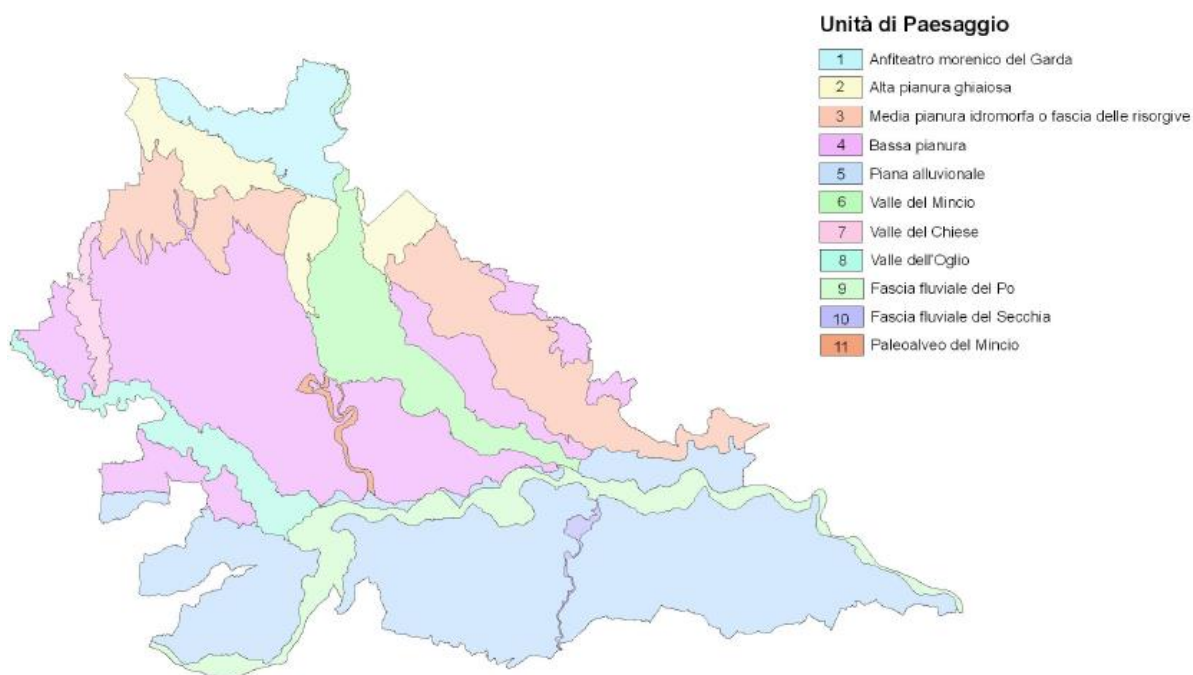 Unità di Paesaggio
1 Anfiteatro morenico del Garda
2 Alta pianura ghiaiosa
3 Media pianura idromorfa o fascia delle risorgive
4 Bassa pianura
5 Piana alluvionale
6 Valle del Mincio
7 Valle del Chiese
8 Valle dell'Oglio
9 Fascia fluviale del Po
10 Fascia fluviale del Secchia
11 Paleoalveo del Mincio